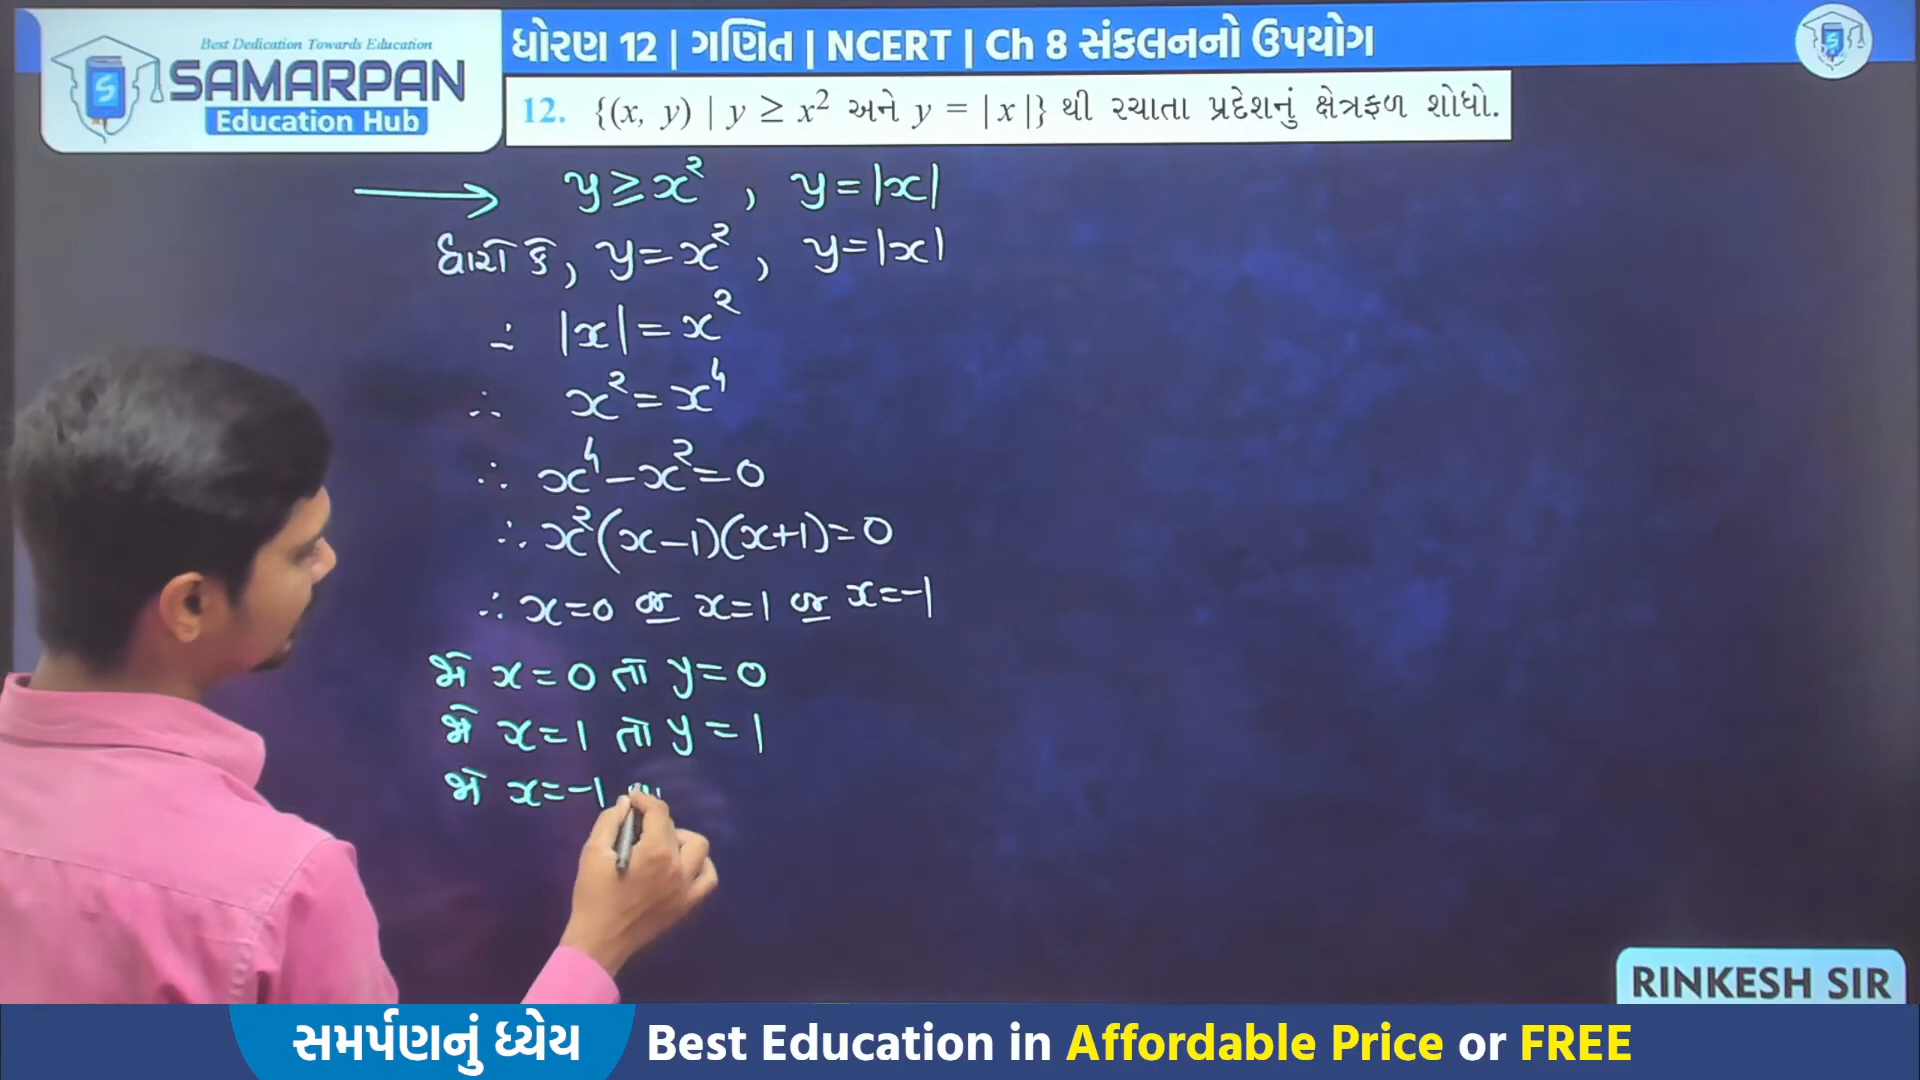 Best Dedication Towards Education
SAMARPAN
Education Hub
ધોરણ 12 | ગણિત | NCERT | Ch 8 સંકલનનો ઉપયોગ
12. {(x, y) | y ≥ x² અને y = | x |} થી રચાતા પ્રદેશનું ક્ષેત્રફળ શોધો.
y ≥ x² , y = |x|
ધારો કે, y = x² , y = |x|
∴ |x| = x²
∴ x² = x⁴
∴ x⁴ - x² = 0
∴ x²(x-1)(x+1) = 0
∴ x = 0 or x = 1 or x = -1
જો x = 0 તો y = 0
જો x = 1 તો y = 1
જો x = -1
RINKESH SIR
સમર્પણનું ધ્યેય Best Education in Affordable Price or FREE